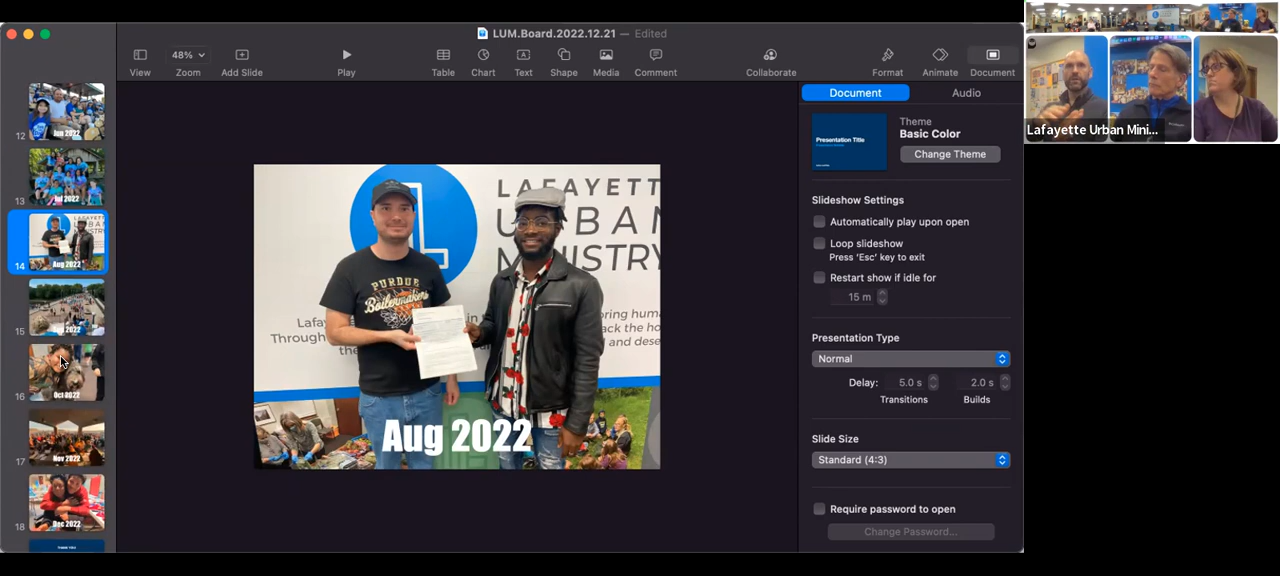 LUM.Board.2022.12.21 — Edited
View
48%
Zoom
Add Slide
Play
Table
Chart
Text
Shape
Media
Comment
Collaborate
Format
Animate
Document
12
Jun 2022
13
Jul 2022
14
Aug 2022
15
16
Oct 2022
17
Nov 2022
18
Dec 2022
LAFAYETT
URBAN
MINISTRY
PURDUE
Boilermakers
Aug 2022
Document
Audio
Presentation Title
Theme
Basic Color
Change Theme
Slideshow Settings
Automatically play upon open
Loop slideshow
Press 'Esc' key to exit
Restart show if idle for
15 m
Presentation Type
Normal
Delay:
5.0 s
2.0 s
Transitions
Builds
Slide Size
Standard (4:3)
Require password to open
Change Password...
Lafayette Urban Mini...